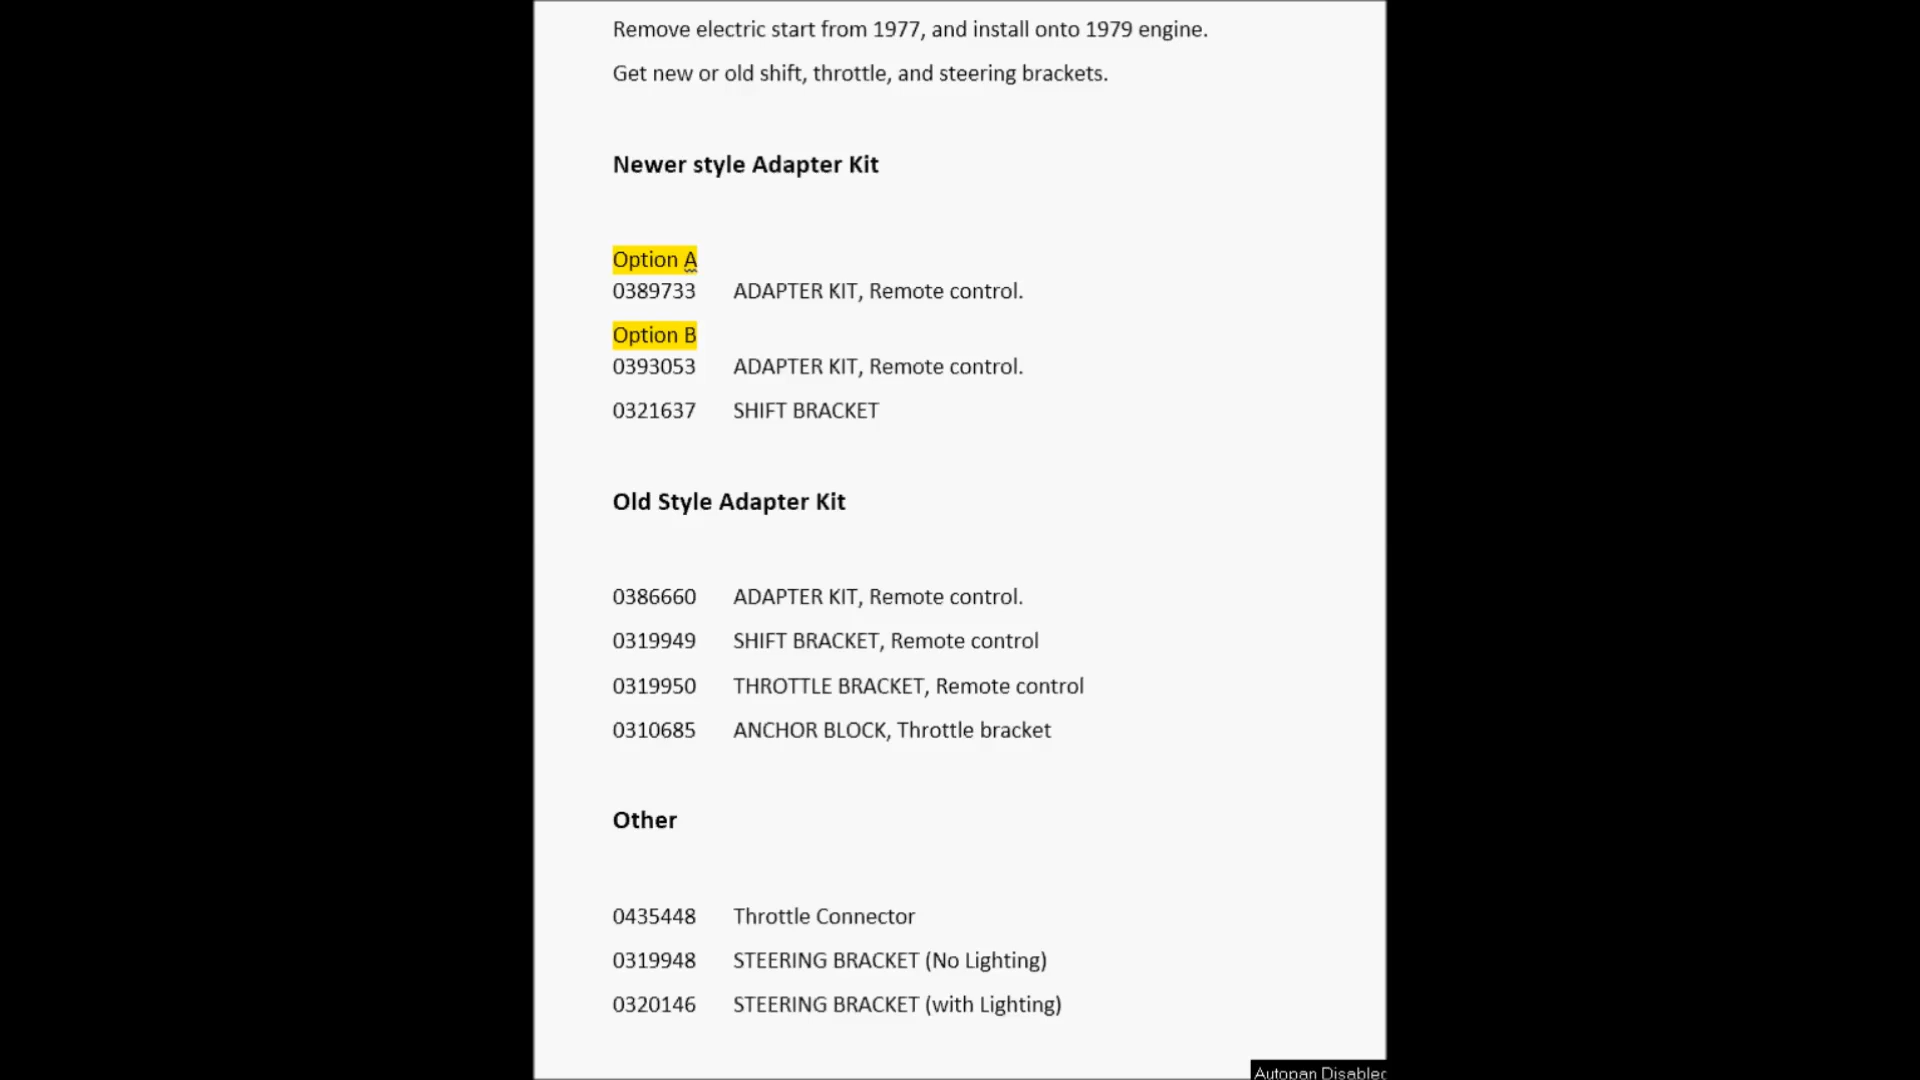 Remove electric start from 1977, and install onto 1979 engine.
Get new or old shift, throttle, and steering brackets.
Newer style Adapter Kit
Option A
0389733 ADAPTER KIT, Remote control.
Option B
0393053 ADAPTER KIT, Remote control.
0321637 SHIFT BRACKET
Old Style Adapter Kit
0386660 ADAPTER KIT, Remote control.
0319949 SHIFT BRACKET, Remote control
0319950 THROTTLE BRACKET, Remote control
0310685 ANCHOR BLOCK, Throttle bracket
Other
0435448 Throttle Connector
0319948 STEERING BRACKET (No Lighting)
0320146 STEERING BRACKET (with Lighting)
Autopan Disabled